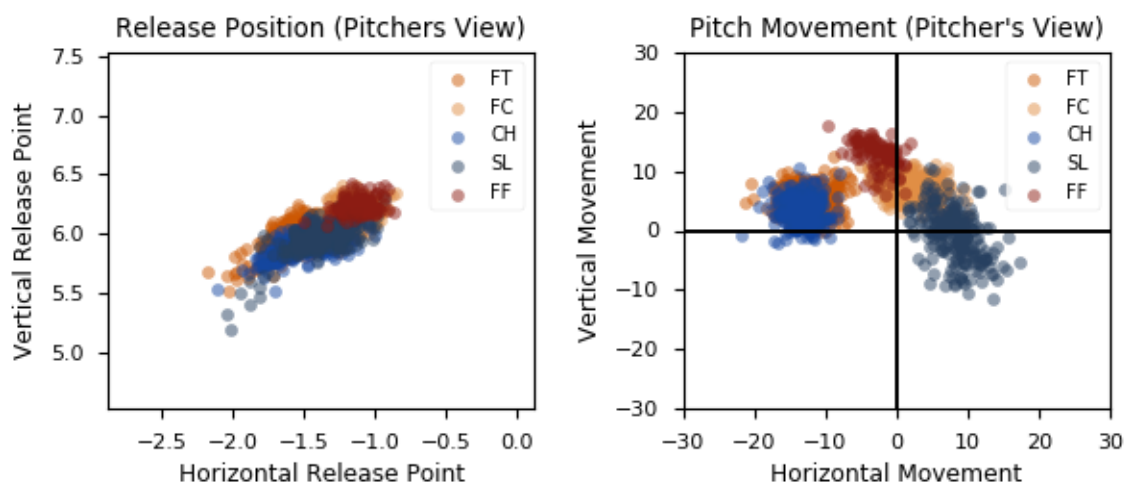 Release Position (Pitchers View)
7.5
7.0
6.5
6.0
5.5
5.0
Vertical Release Point
FT
FC
CH
SL
FF
−2.5
−2.0
−1.5
−1.0
−0.5
0.0
Horizontal Release Point
Pitch Movement (Pitcher's View)
30
20
10
0
−10
−20
−30
Vertical Movement
FT
FC
CH
SL
FF
−30
−20
−10
0
10
20
30
Horizontal Movement